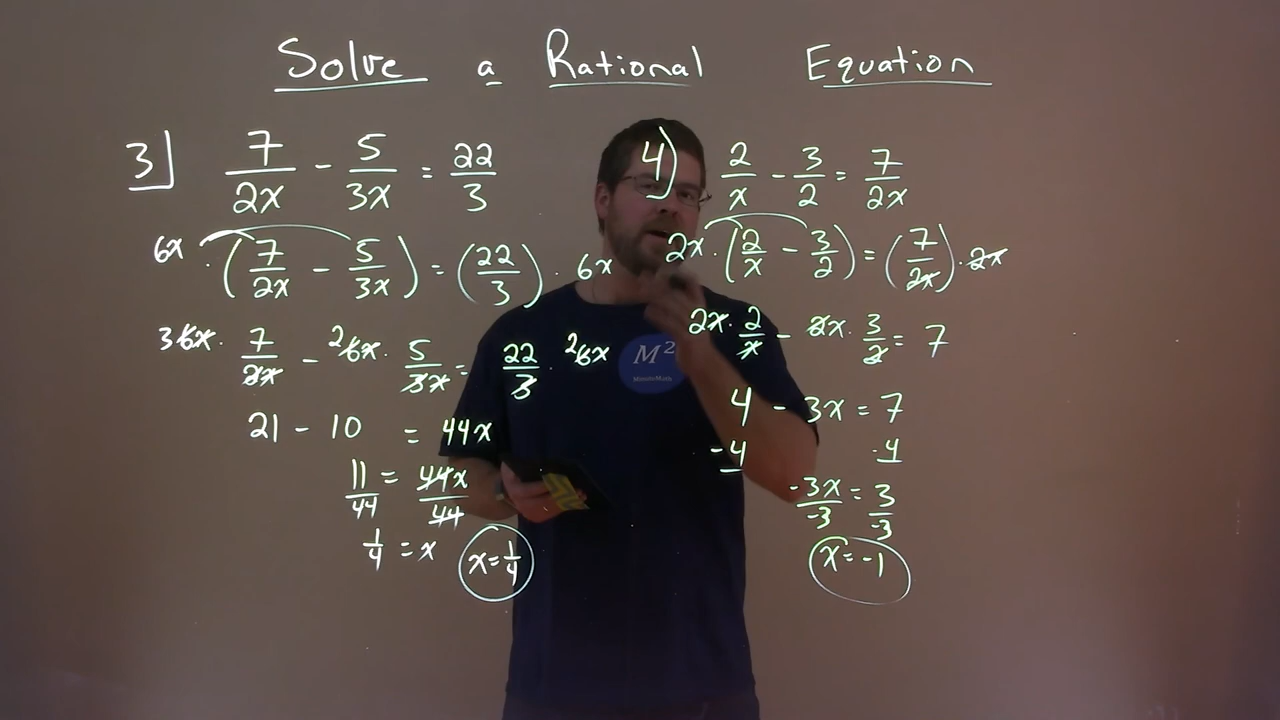 Solve a Rational Equation
3] 7/2x - 5/3x = 22/3
6x · (7/2x - 5/3x) = (22/3) · 6x
3 6x · 7/2x - 2 6x · 5/3x = 22/3 · 2 6x
21 - 10 = 44x
11/44 = 44x/44
1/4 = x
x = 1/4
4) 2/x - 3/2 = 7/2x
2x · (2/x - 3/2) = (7/2x) · 2x
2x · 2/x - 2x · 3/2 = 7
4 - 3x = 7
-4 -4
-3x/-3 = 3/-3
x = -1
M²
MinuteMath